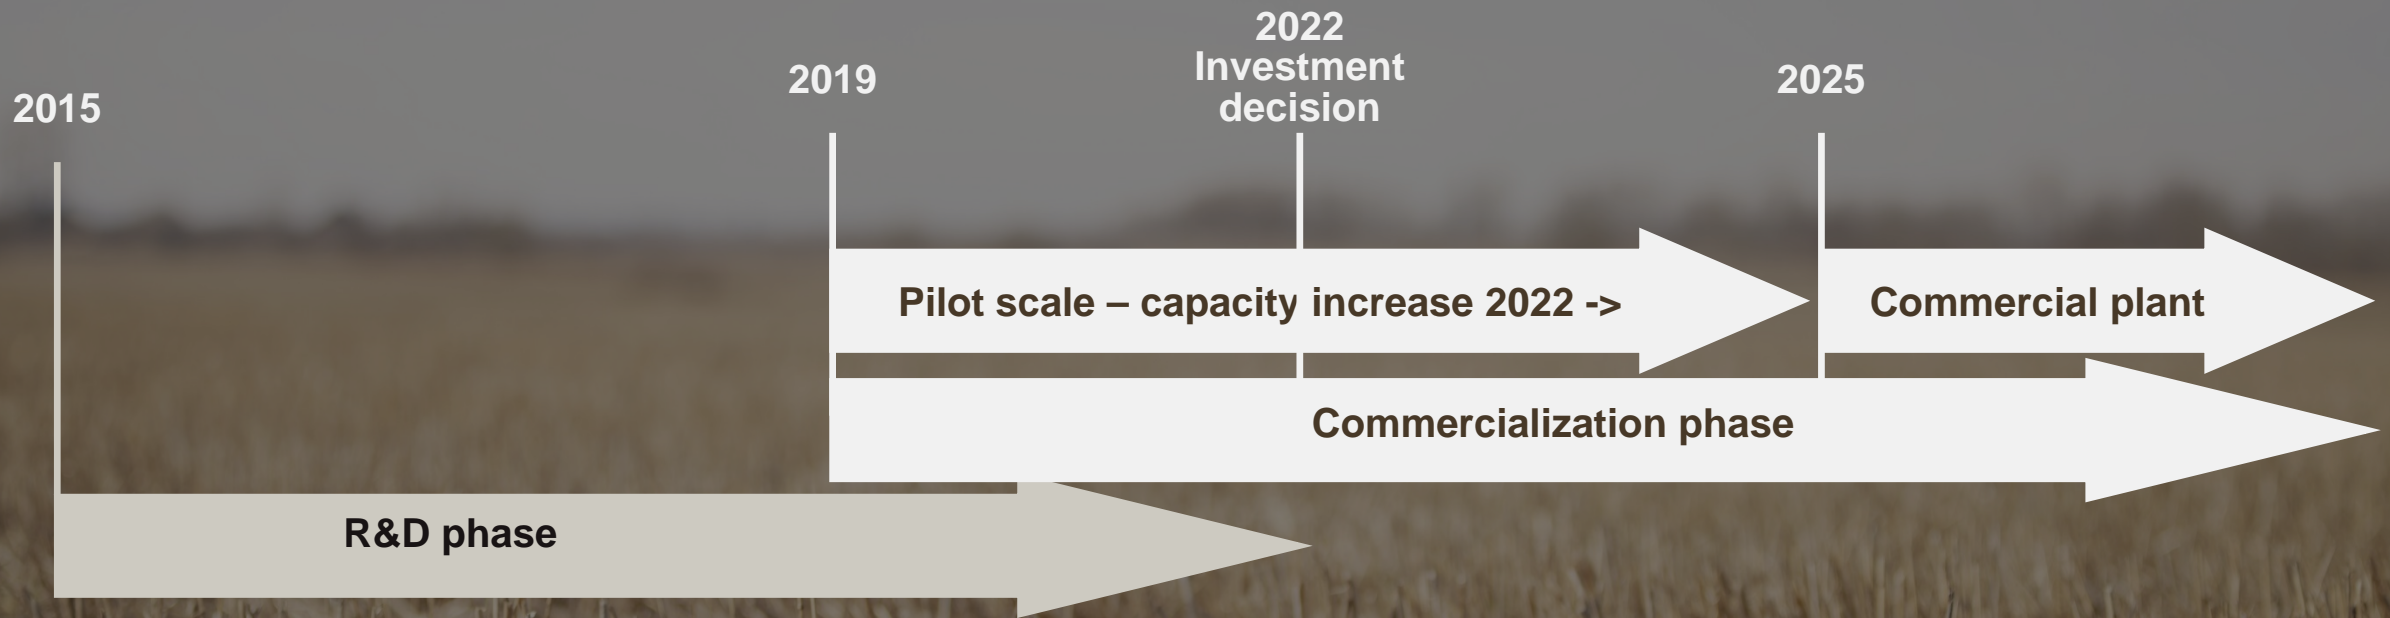 2015
2019
2022
Investment
decision
2025
Pilot scale – capacity increase 2022 ->
Commercial plant
Commercialization phase
R&D phase